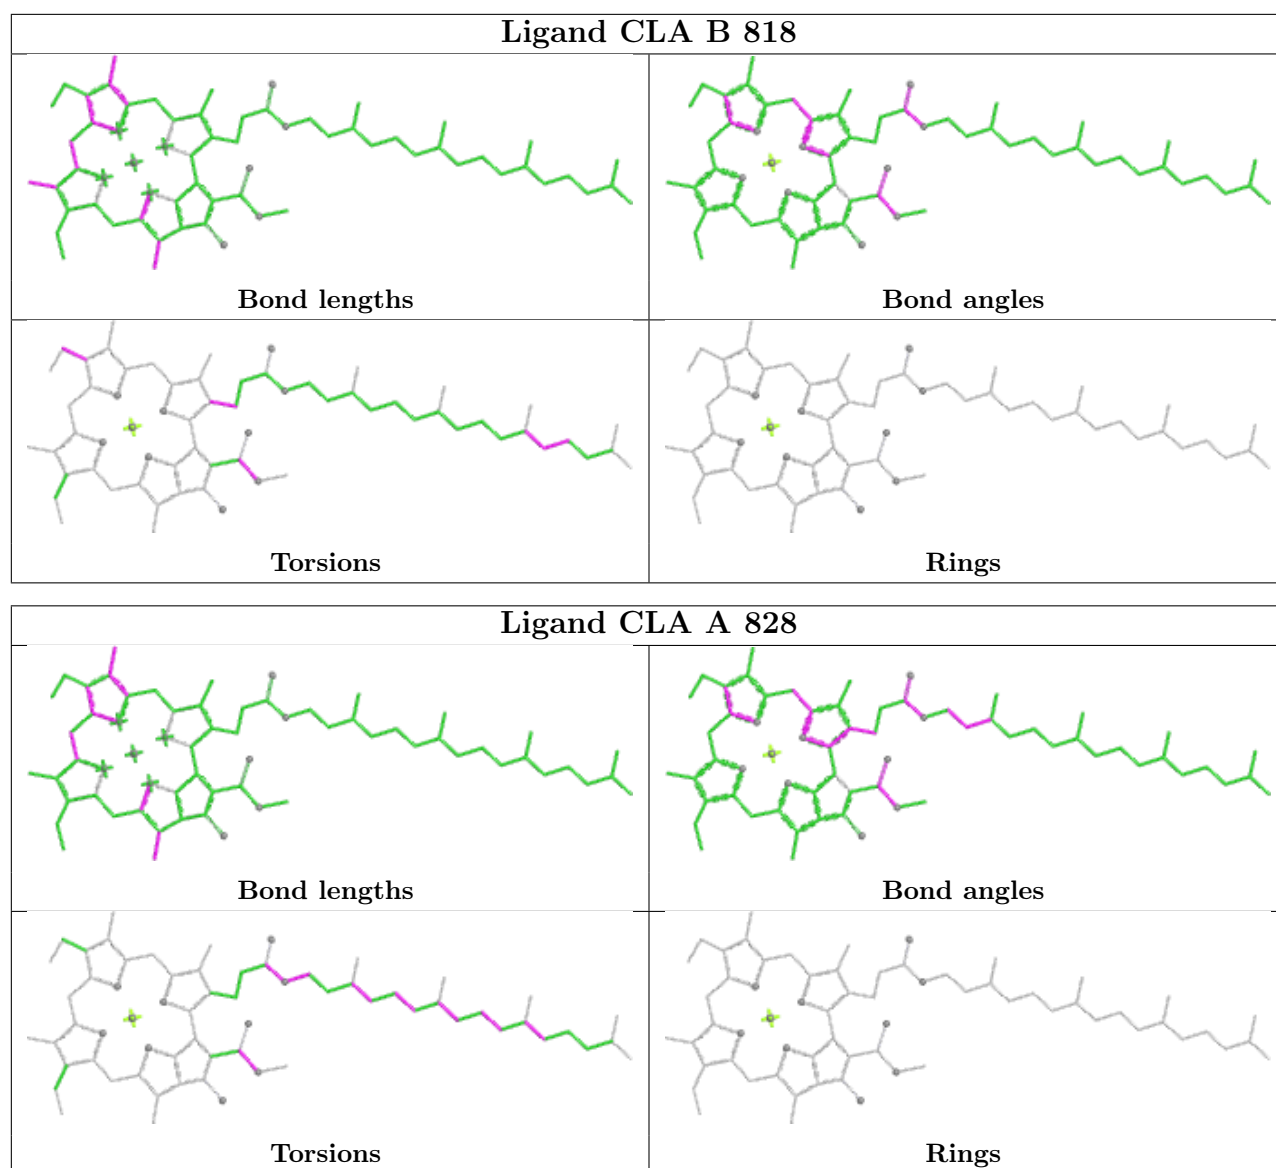 Ligand CLA B 818
Bond lengths
Bond angles
Torsions
Rings
Ligand CLA A 828
Bond lengths
Bond angles
Torsions
Rings